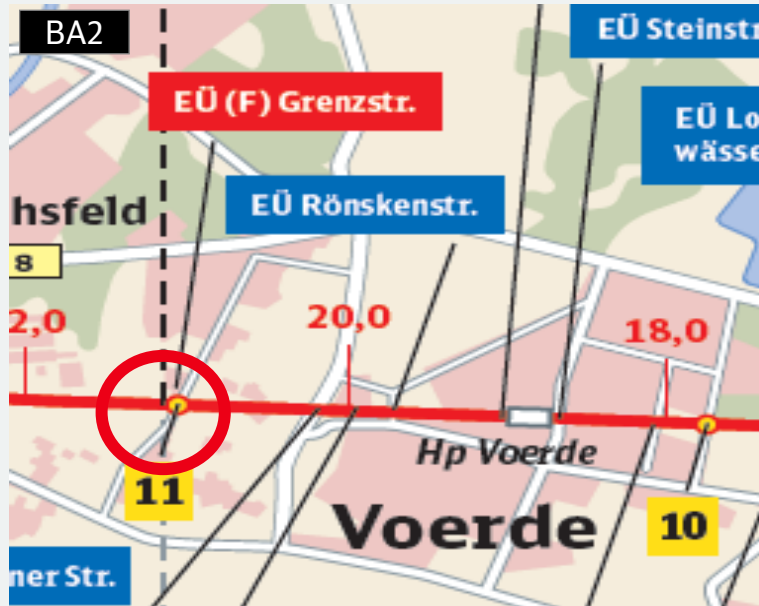 BA2
EÜ Steinstr
EÜ (F) Grenzstr.
EÜ Lo
wässe
hsfeld
EÜ Rönskenstr.
8
2,0
20,0
18,0
Hp Voerde
11
Voerde
10
ner Str.